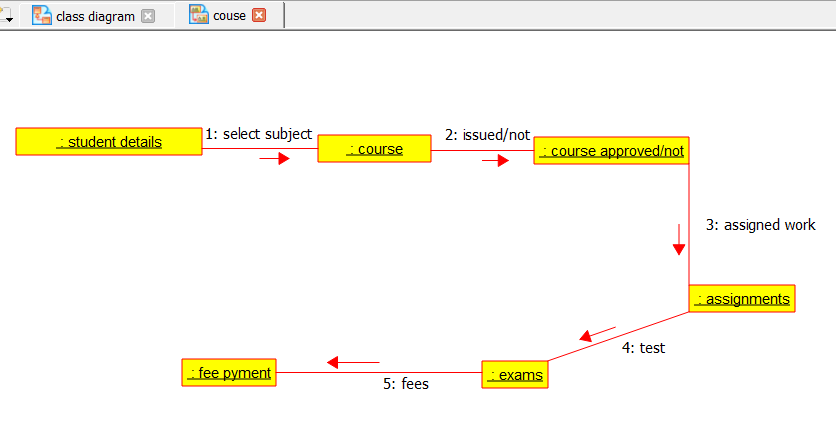 class diagram
couse
1: select subject
2: issued/not
: student details
: course
: course approved/not
3: assigned work
: assignments
4: test
: fee pyment
5: fees
: exams